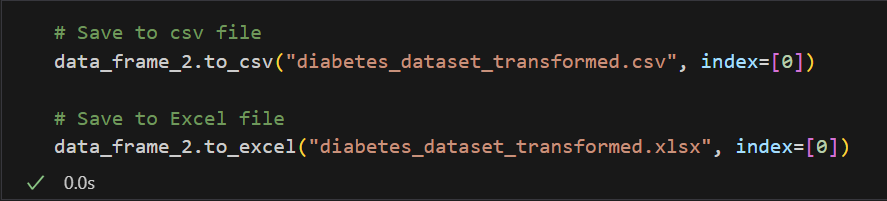 # Save to csv file
data_frame_2.to_csv("diabetes_dataset_transformed.csv", index=[0])
# Save to Excel file
data_frame_2.to_excel("diabetes_dataset_transformed.xlsx", index=[0])
✓ 0.0s